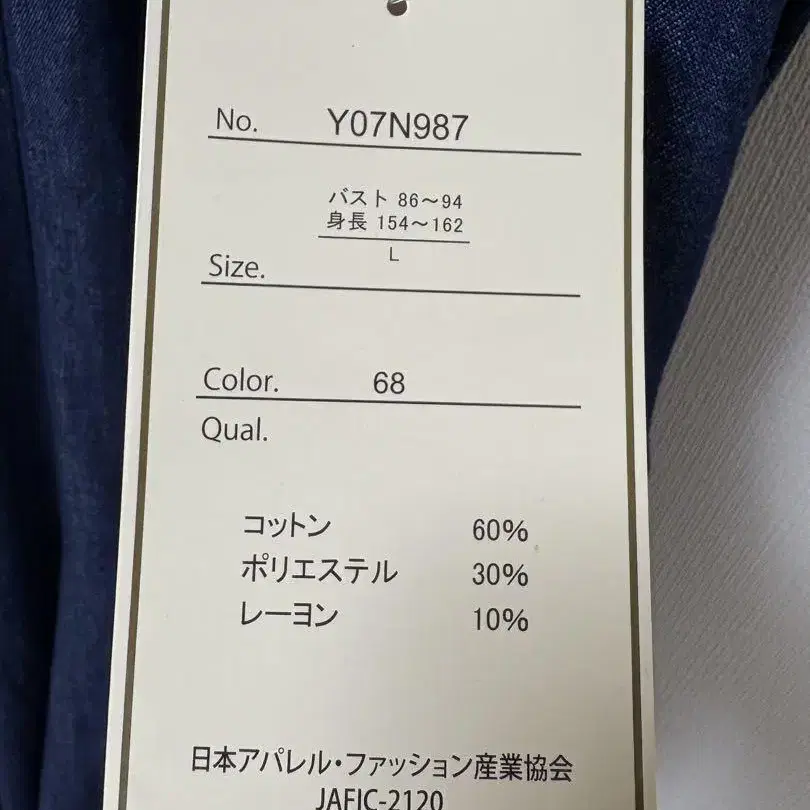 No. Y07N987
バスト 86～94
身長 154～162
L
Size.
Color. 68
Qual.
コットン 60%
ポリエステル 30%
レーヨン 10%
日本アパレル・ファッション産業協会
JAFIC-2120